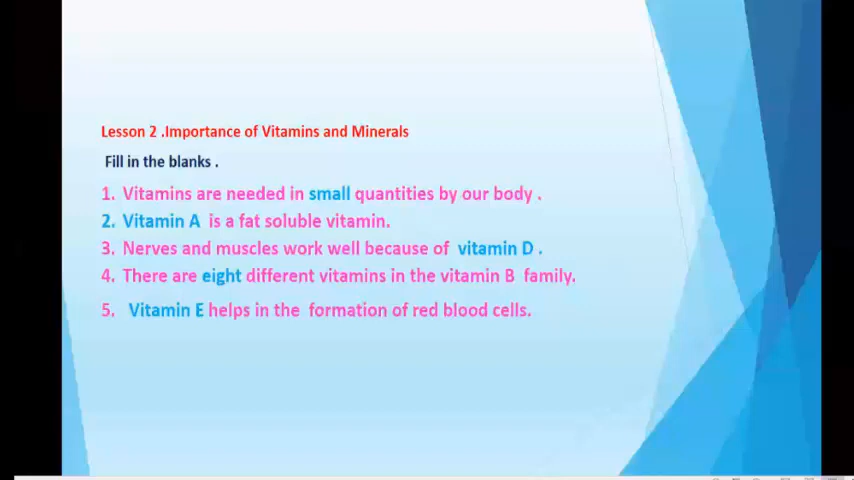 Lesson 2 .Importance of Vitamins and Minerals
Fill in the blanks .
1. Vitamins are needed in small quantities by our body .
2. Vitamin A is a fat soluble vitamin.
3. Nerves and muscles work well because of vitamin D .
4. There are eight different vitamins in the vitamin B family.
5. Vitamin E helps in the formation of red blood cells.